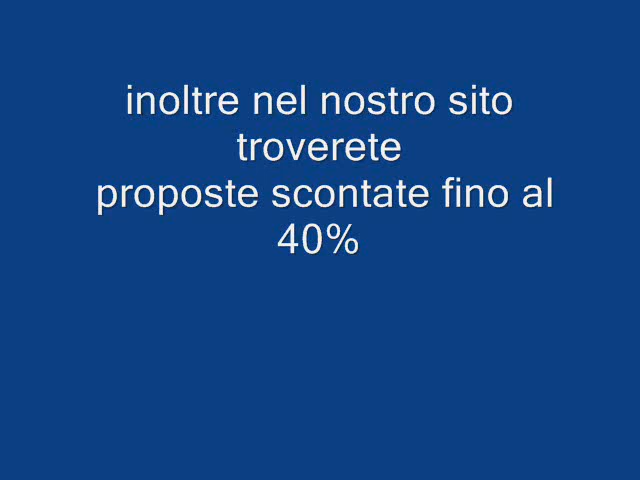 inoltre nel nostro sito
troverete
proposte scontate fino al
40%